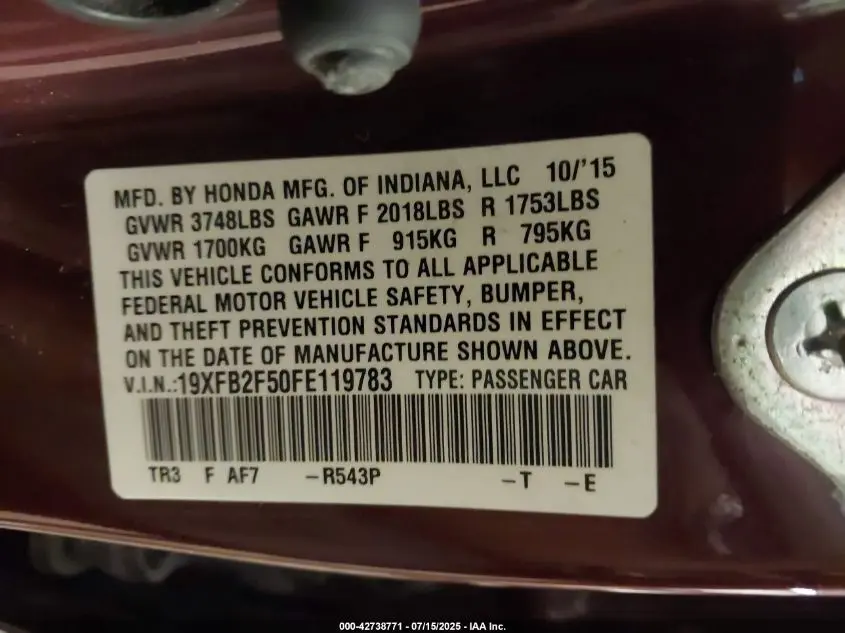 MFD. BY HONDA MFG. OF INDIANA, LLC 10/'15
GVWR 3748LBS GAWR F 2018LBS R 1753LBS
GVWR 1700KG GAWR F 915KG R 795KG
THIS VEHICLE CONFORMS TO ALL APPLICABLE
FEDERAL MOTOR VEHICLE SAFETY, BUMPER,
AND THEFT PREVENTION STANDARDS IN EFFECT
ON THE DATE OF MANUFACTURE SHOWN ABOVE.
V.I.N.:19XFB2F50FE119783 TYPE: PASSENGER CAR
TR3 F AF7 -R543P -T -E
000-42738771 - 07/15/2025 - IAA Inc.